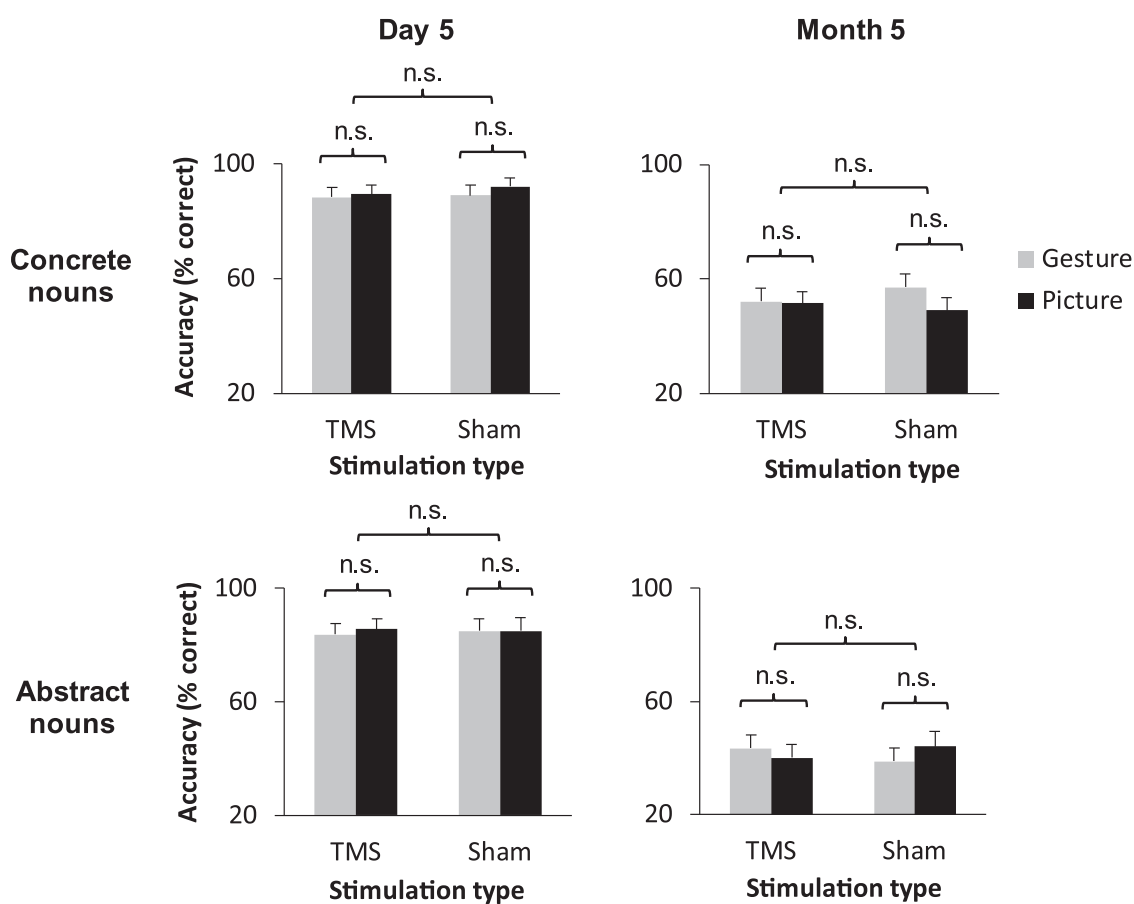 Day 5
Month 5
n.s.
n.s.
n.s.
n.s.
n.s.
n.s.
Concrete
nouns
Accuracy (% correct)
100
60
20
TMS
Sham
Stimulation type
100
60
20
TMS
Sham
Stimulation type
Gesture
Picture
Abstract
nouns
n.s.
n.s.
n.s.
Accuracy (% correct)
100
60
20
TMS
Sham
Stimulation type
n.s.
n.s.
n.s.
100
60
20
TMS
Sham
Stimulation type